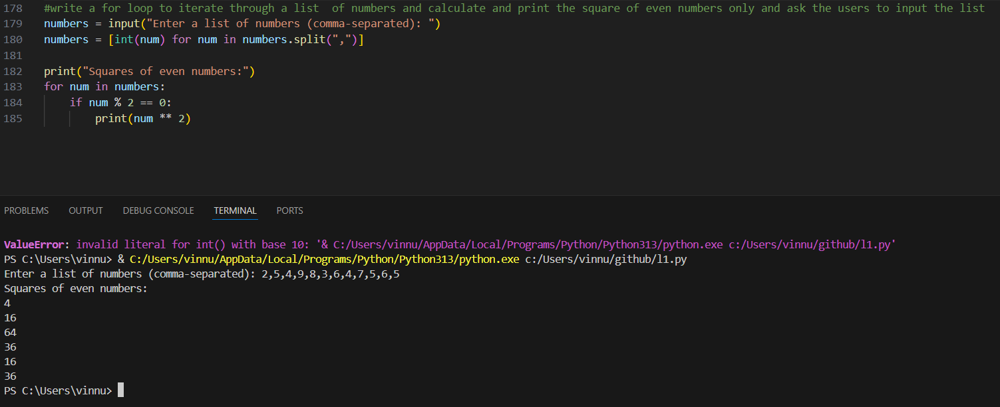 178 #write a for loop to iterate through a list  of numbers and calculate and print the square of even numbers only and ask the users to input the list
179 numbers = input("Enter a list of numbers (comma-separated): ")
180 numbers = [int(num) for num in numbers.split(",")]
181
182 print("Squares of even numbers:")
183 for num in numbers:
184     if num % 2 == 0:
185         print(num ** 2)
PROBLEMS OUTPUT DEBUG CONSOLE TERMINAL PORTS
ValueError: invalid literal for int() with base 10: '& C:/Users/vinnu/AppData/Local/Programs/Python/Python313/python.exe c:/Users/vinnu/github/l1.py'
PS C:\Users\vinnu> & C:/Users/vinnu/AppData/Local/Programs/Python/Python313/python.exe c:/Users/vinnu/github/l1.py
Enter a list of numbers (comma-separated): 2,5,4,9,8,3,6,4,7,5,6,5
Squares of even numbers:
4
16
64
36
16
36
PS C:\Users\vinnu>